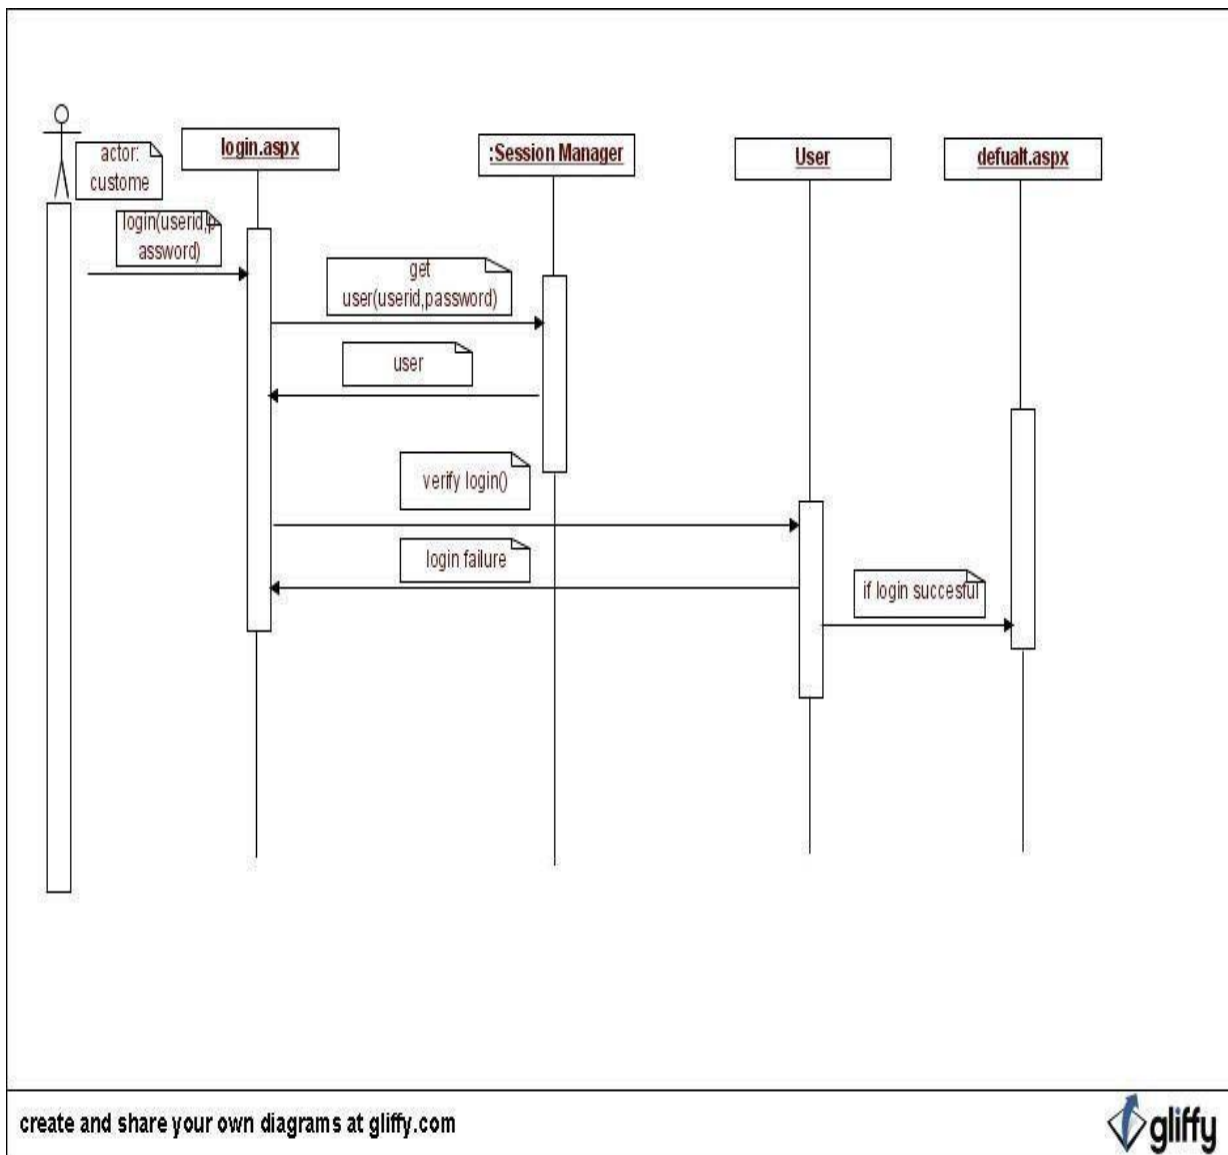 actor:
custome
login.aspx
:Session Manager
User
defualt.aspx
login(userid,p
assword)
get
user(userid,password)
user
verify login()
login failure
if login succesful
create and share your own diagrams at gliffy.com
gliffy